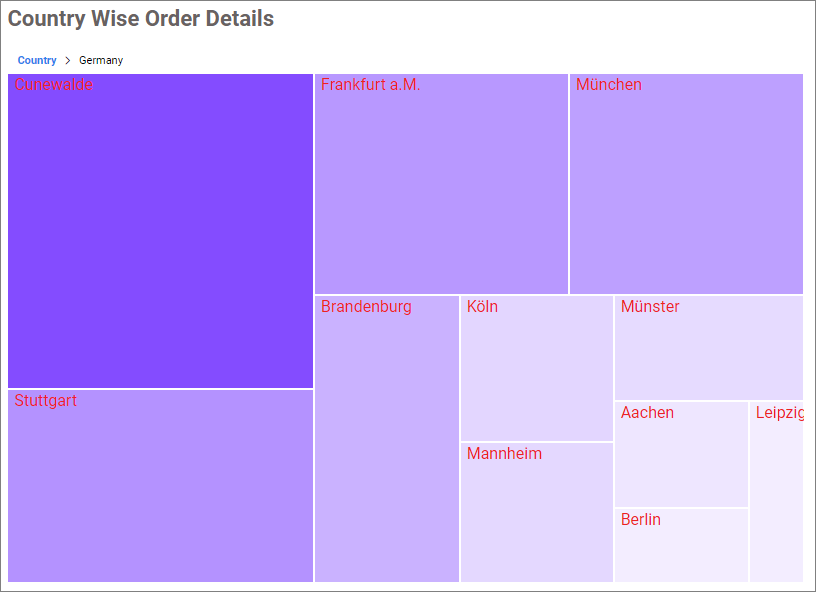 Country Wise Order Details
Country > Germany
Cunewalde
Frankfurt a.M.
München
Brandenburg
Köln
Münster
Stuttgart
Aachen
Leipzig
Mannheim
Berlin